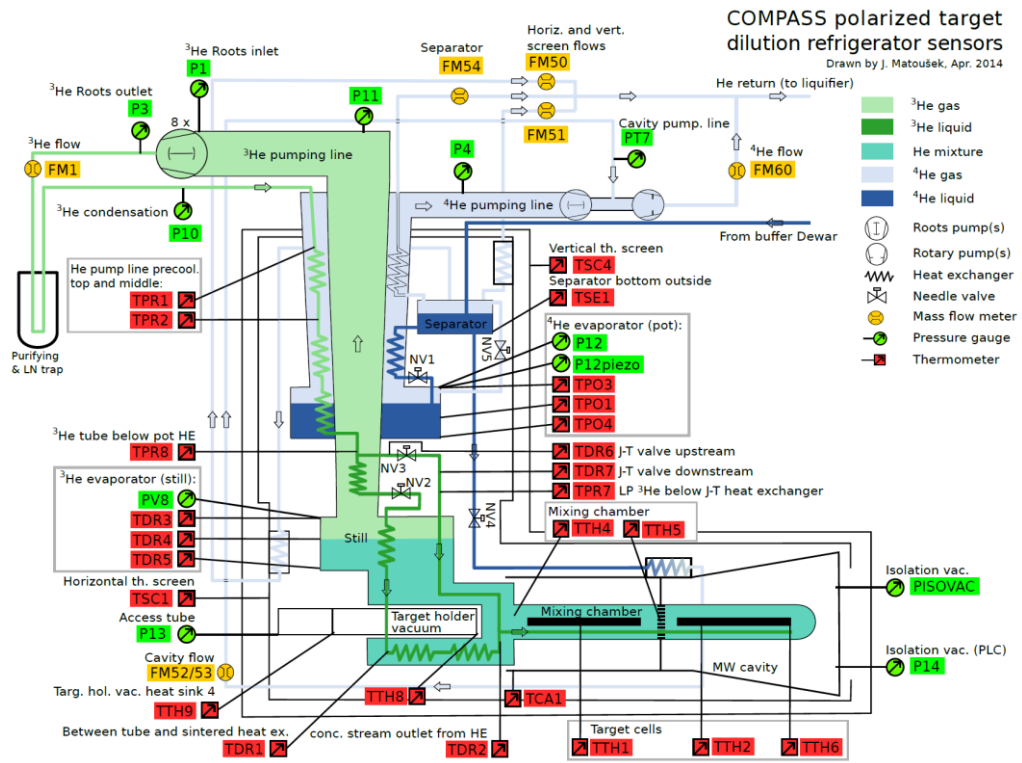 COMPASS polarized target
dilution refrigerator sensors
Drawn by J. Matoušek, Apr. 2014
³He Roots inlet
P1
³He Roots outlet
P3
8 x
³He flow
FM1
³He condensation
P10
P11
³He pumping line
Separator
FM54
Horiz. and vert.
screen flows
FM50
FM51
He return (to liquifier)
Cavity pump. line
PT7
P4
⁴He pumping line
⁴He flow
FM60
From buffer Dewar
³He gas
³He liquid
He mixture
⁴He gas
⁴He liquid
Roots pump(s)
Rotary pump(s)
Heat exchanger
Needle valve
Mass flow meter
Pressure gauge
Thermometer
He pump line precool.
top and middle:
TPR1
TPR2
Purifying
& LN trap
Vertical th. screen
TSC4
Separator bottom outside
TSE1
Separator
⁴He evaporator (pot):
P12
P12piezo
TPO3
TPO1
TPO4
NV1
NV5
³He tube below pot HE
TPR8
NV3
NV2
NV4
TDR6 J-T valve upstream
TDR7 J-T valve downstream
TPR7 LP ³He below J-T heat exchanger
³He evaporator (still):
PV8
TDR3
TDR4
TDR5
Still
Mixing chamber
TTH4
TTH5
Horizontal th. screen
TSC1
Access tube
P13
Target holder
vacuum
Mixing chamber
Isolation vac.
PISOVAC
Isolation vac. (PLC)
P14
MW cavity
Cavity flow
FM52/53
Targ. hol. vac. heat sink 4
TTH9
TTH8
TCA1
Between tube and sintered heat ex.
TDR1
conc. stream outlet from HE
TDR2
Target cells
TTH1
TTH2
TTH6